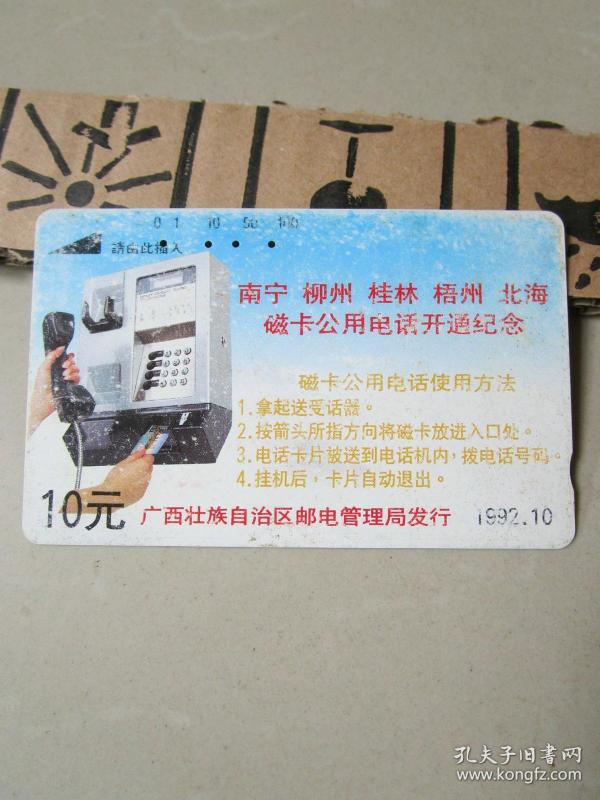 0 1 10 50 100
請由此插入
南宁 柳州 桂林 梧州 北海
磁卡公用电话开通纪念
磁卡公用电话使用方法
1.拿起送受话器。
2.按箭头所指方向将磁卡放进入口处。
3.电话卡片被送到电话机内，拨电话号码。
4.挂机后，卡片自动退出。
10元 广西壮族自治区邮电管理局发行 1992.10
孔夫子旧书网
www.kongfz.com